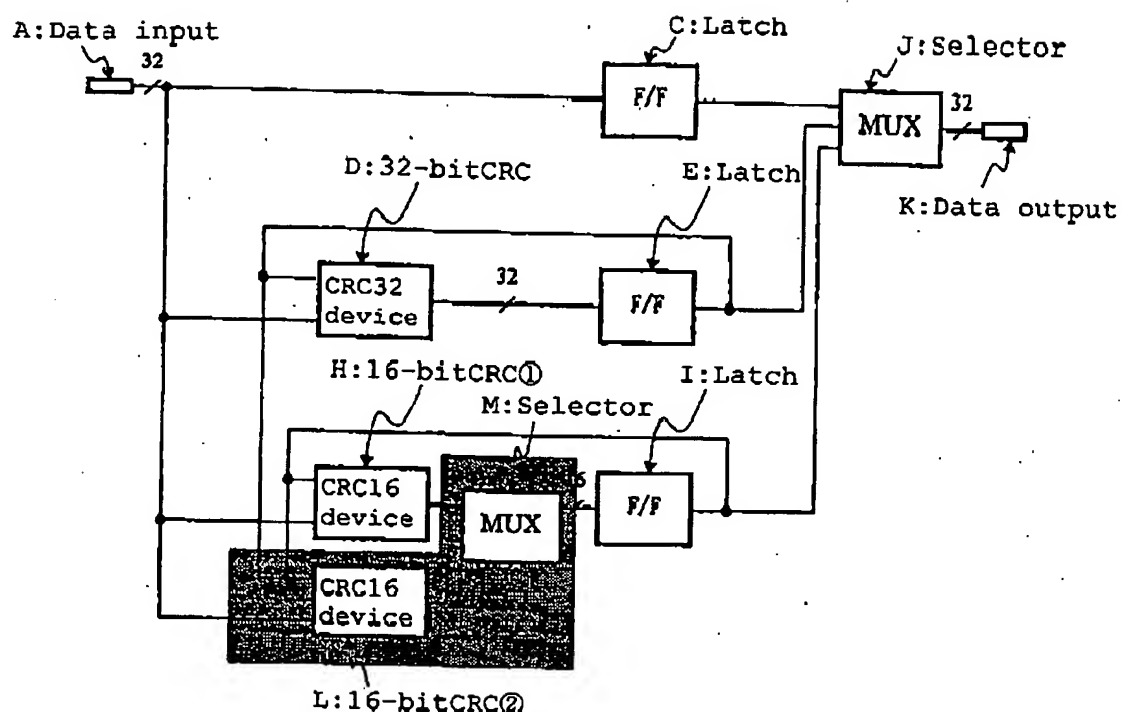 A:Data input
32
C:Latch
F/F
J:Selector
MUX
32
K:Data output
D:32-bitCRC
E:Latch
CRC32
device
32
F/F
H:16-bitCRC①
M:Selector
I:Latch
CRC16
device
MUX
F/F
CRC16
device
L:16-bitCRC②